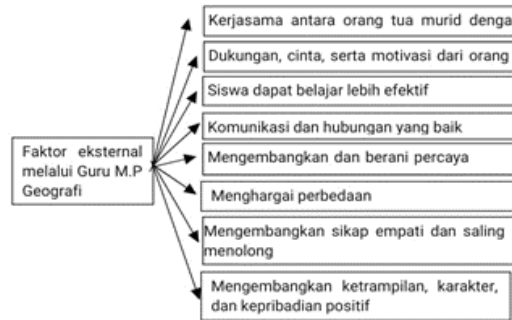 Kerjasama antara orang tua murid denga
Dukungan, cinta, serta motivasi dari orang
Siswa dapat belajar lebih efektif
Komunikasi dan hubungan yang baik
Faktor eksternal
melalui Guru M.P
Geografi
Mengembangkan dan berani percaya
Menghargai perbedaan
Mengembangkan sikap empati dan saling
menolong
Mengembangkan ketrampilan, karakter,
dan kepribadian positif